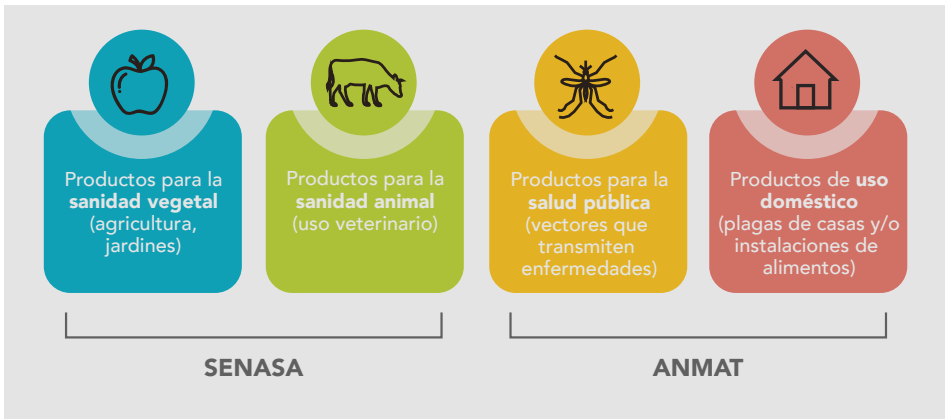 Productos para la
sanidad vegetal
(agricultura,
jardines)
Productos para la
sanidad animal
(uso veterinario)
Productos para la
salud pública
(vectores que
transmiten
enfermedades)
Productos de uso
doméstico
(plagas de casas y/o
instalaciones de
alimentos)
SENASA
ANMAT